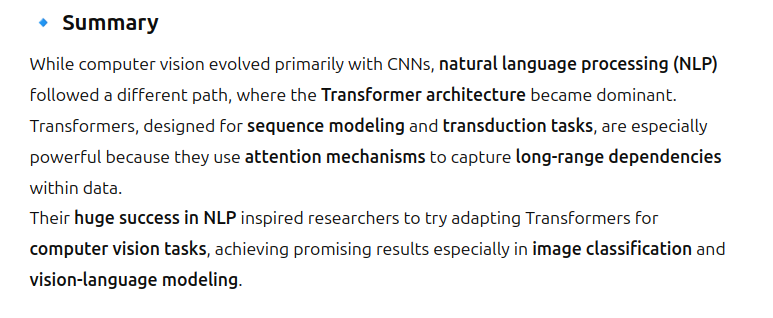 Summary
While computer vision evolved primarily with CNNs, natural language processing (NLP)
followed a different path, where the Transformer architecture became dominant.
Transformers, designed for sequence modeling and transduction tasks, are especially
powerful because they use attention mechanisms to capture long-range dependencies
within data.
Their huge success in NLP inspired researchers to try adapting Transformers for
computer vision tasks, achieving promising results especially in image classification and
vision-language modeling.